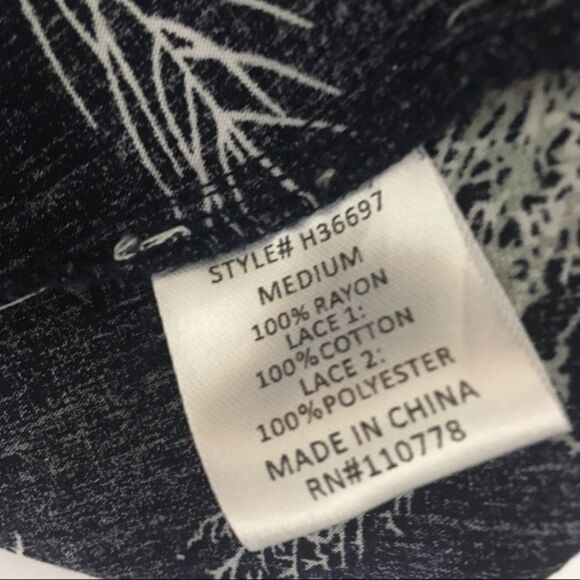 STYLE# H36697
MEDIUM
100% RAYON
LACE 1:
100%COTTON
LACE 2:
100%POLYESTER
MADE IN CHINA
RN#110778